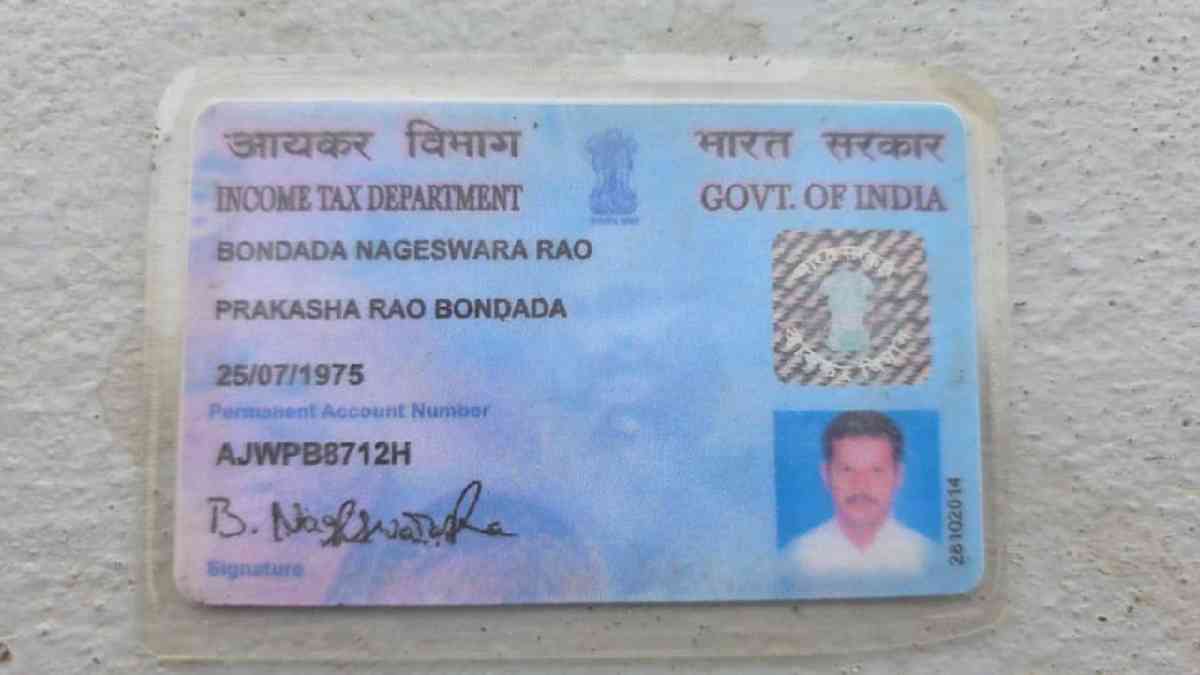 आयकर विभाग
भारत सरकार
INCOME TAX DEPARTMENT
GOVT. OF INDIA
BONDADA NAGESWARA RAO
PRAKASHA RAO BONDADA
25/07/1975
Permanent Account Number
AJWPB8712H
B. Nageswararao
Signature
28102014